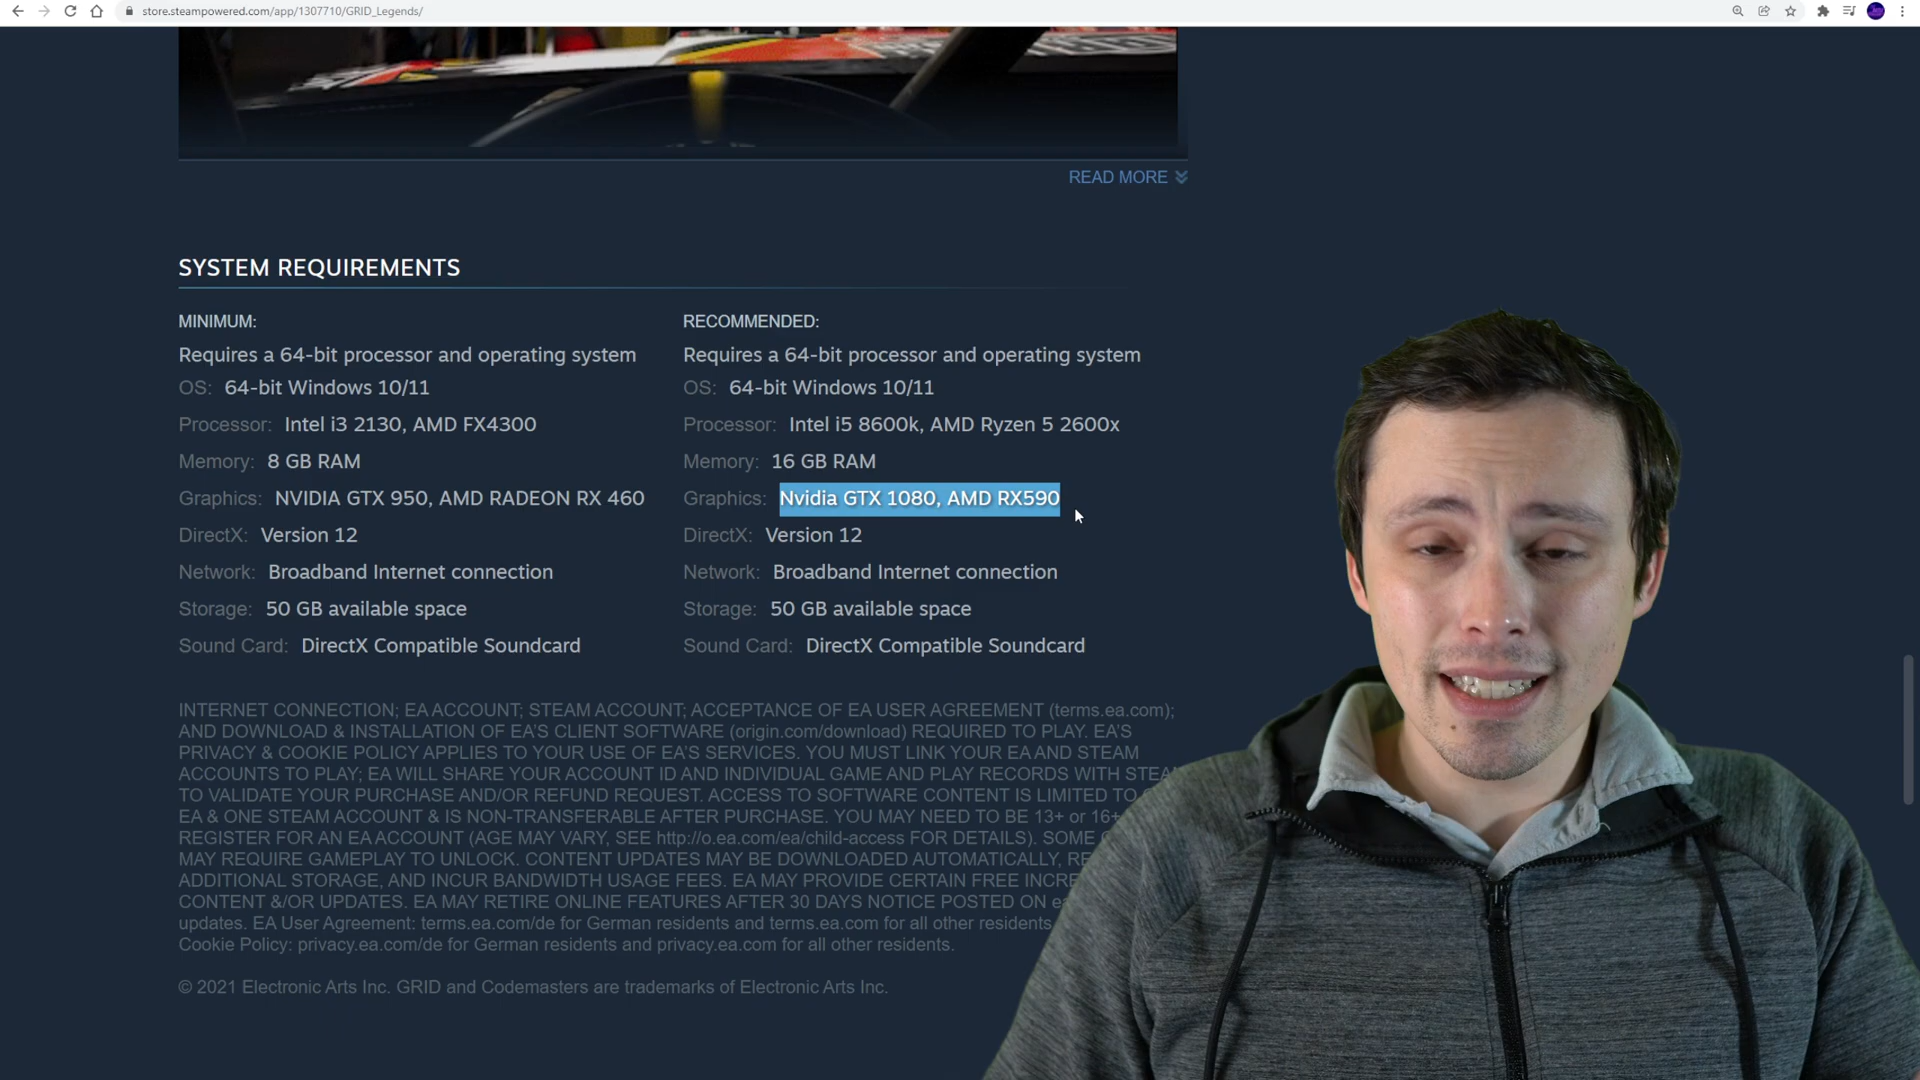 store.steampowered.com/app/1307710/GRID_Legends/
READ MORE
SYSTEM REQUIREMENTS
MINIMUM:
Requires a 64-bit processor and operating system
OS: 64-bit Windows 10/11
Processor: Intel i3 2130, AMD FX4300
Memory: 8 GB RAM
Graphics: NVIDIA GTX 950, AMD RADEON RX 460
DirectX: Version 12
Network: Broadband Internet connection
Storage: 50 GB available space
Sound Card: DirectX Compatible Soundcard
RECOMMENDED:
Requires a 64-bit processor and operating system
OS: 64-bit Windows 10/11
Processor: Intel i5 8600k, AMD Ryzen 5 2600x
Memory: 16 GB RAM
Graphics: Nvidia GTX 1080, AMD RX590
DirectX: Version 12
Network: Broadband Internet connection
Storage: 50 GB available space
Sound Card: DirectX Compatible Soundcard
INTERNET CONNECTION; EA ACCOUNT; STEAM ACCOUNT; ACCEPTANCE OF EA USER AGREEMENT (terms.ea.com);
AND DOWNLOAD & INSTALLATION OF EA'S CLIENT SOFTWARE (origin.com/download) REQUIRED TO PLAY. EA'S
PRIVACY & COOKIE POLICY APPLIES TO YOUR USE OF EA'S SERVICES. YOU MUST LINK YOUR EA AND STEAM
ACCOUNTS TO PLAY; EA WILL SHARE YOUR ACCOUNT ID AND INDIVIDUAL GAME AND PLAY RECORDS WITH STEA
TO VALIDATE YOUR PURCHASE AND/OR REFUND REQUEST. ACCESS TO SOFTWARE CONTENT IS LIMITED TO
EA & ONE STEAM ACCOUNT & IS NON-TRANSFERABLE AFTER PURCHASE. YOU MAY NEED TO BE 13+ or 16+
REGISTER FOR AN EA ACCOUNT (AGE MAY VARY, SEE http://o.ea.com/ea/child-access FOR DETAILS). SOME
MAY REQUIRE GAMEPLAY TO UNLOCK. CONTENT UPDATES MAY BE DOWNLOADED AUTOMATICALLY, RE
ADDITIONAL STORAGE, AND INCUR BANDWIDTH USAGE FEES. EA MAY PROVIDE CERTAIN FREE INCRE
CONTENT &/OR UPDATES. EA MAY RETIRE ONLINE FEATURES AFTER 30 DAYS NOTICE POSTED ON
updates. EA User Agreement: terms.ea.com/de for German residents and terms.ea.com for all other residents.
Cookie Policy: privacy.ea.com/de for German residents and privacy.ea.com for all other residents.
© 2021 Electronic Arts Inc. GRID and Codemasters are trademarks of Electronic Arts Inc.